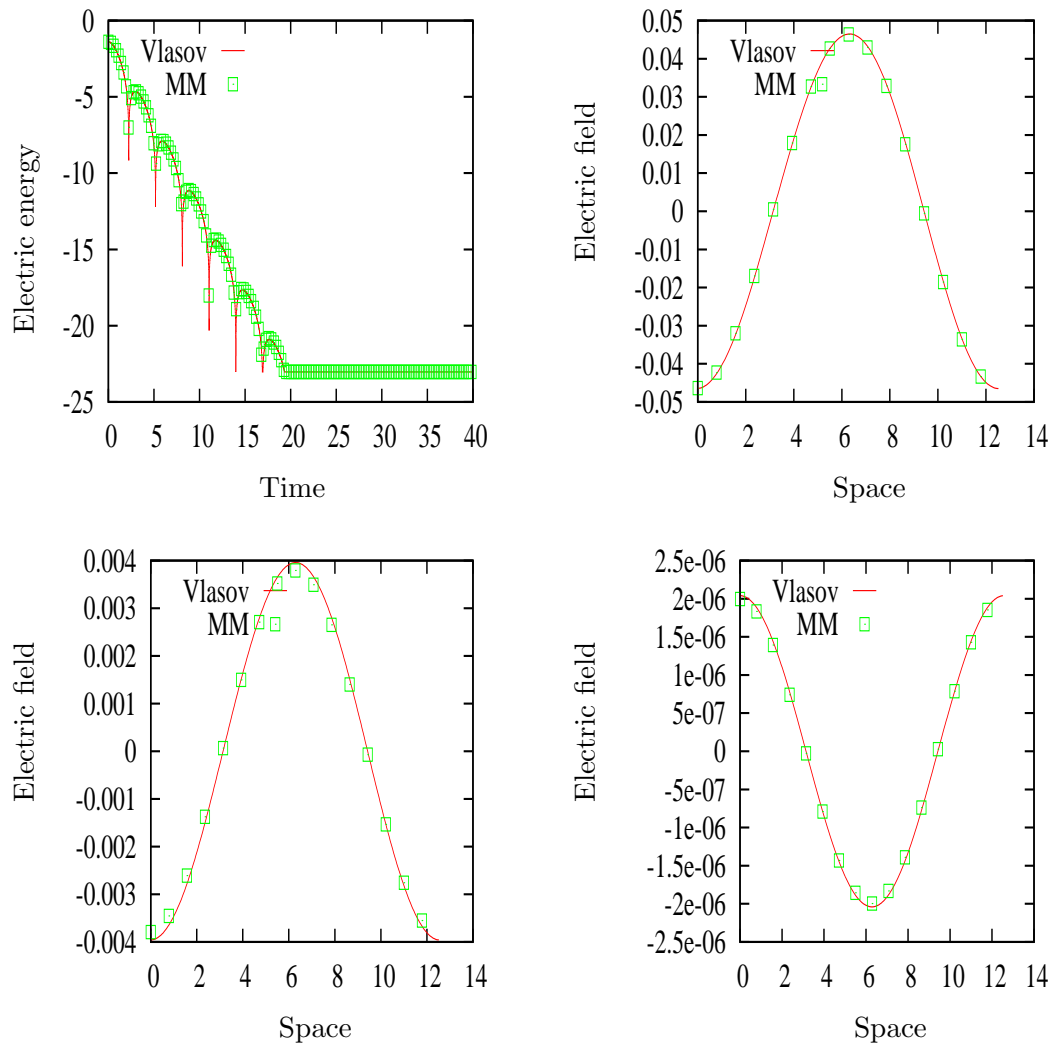 0
-5
-10
-15
-20
-25
0 5 10 15 20 25 30 35 40
Electric energy
Time
Vlasov
MM
0.05
0.04
0.03
0.02
0.01
0
-0.01
-0.02
-0.03
-0.04
-0.05
0 2 4 6 8 10 12 14
Electric field
Space
Vlasov
MM
0.004
0.003
0.002
0.001
0
-0.001
-0.002
-0.003
-0.004
0 2 4 6 8 10 12 14
Electric field
Space
Vlasov
MM
2.5e-06
2e-06
1.5e-06
1e-06
5e-07
0
-5e-07
-1e-06
-1.5e-06
-2e-06
-2.5e-06
0 2 4 6 8 10 12 14
Electric field
Space
Vlasov
MM